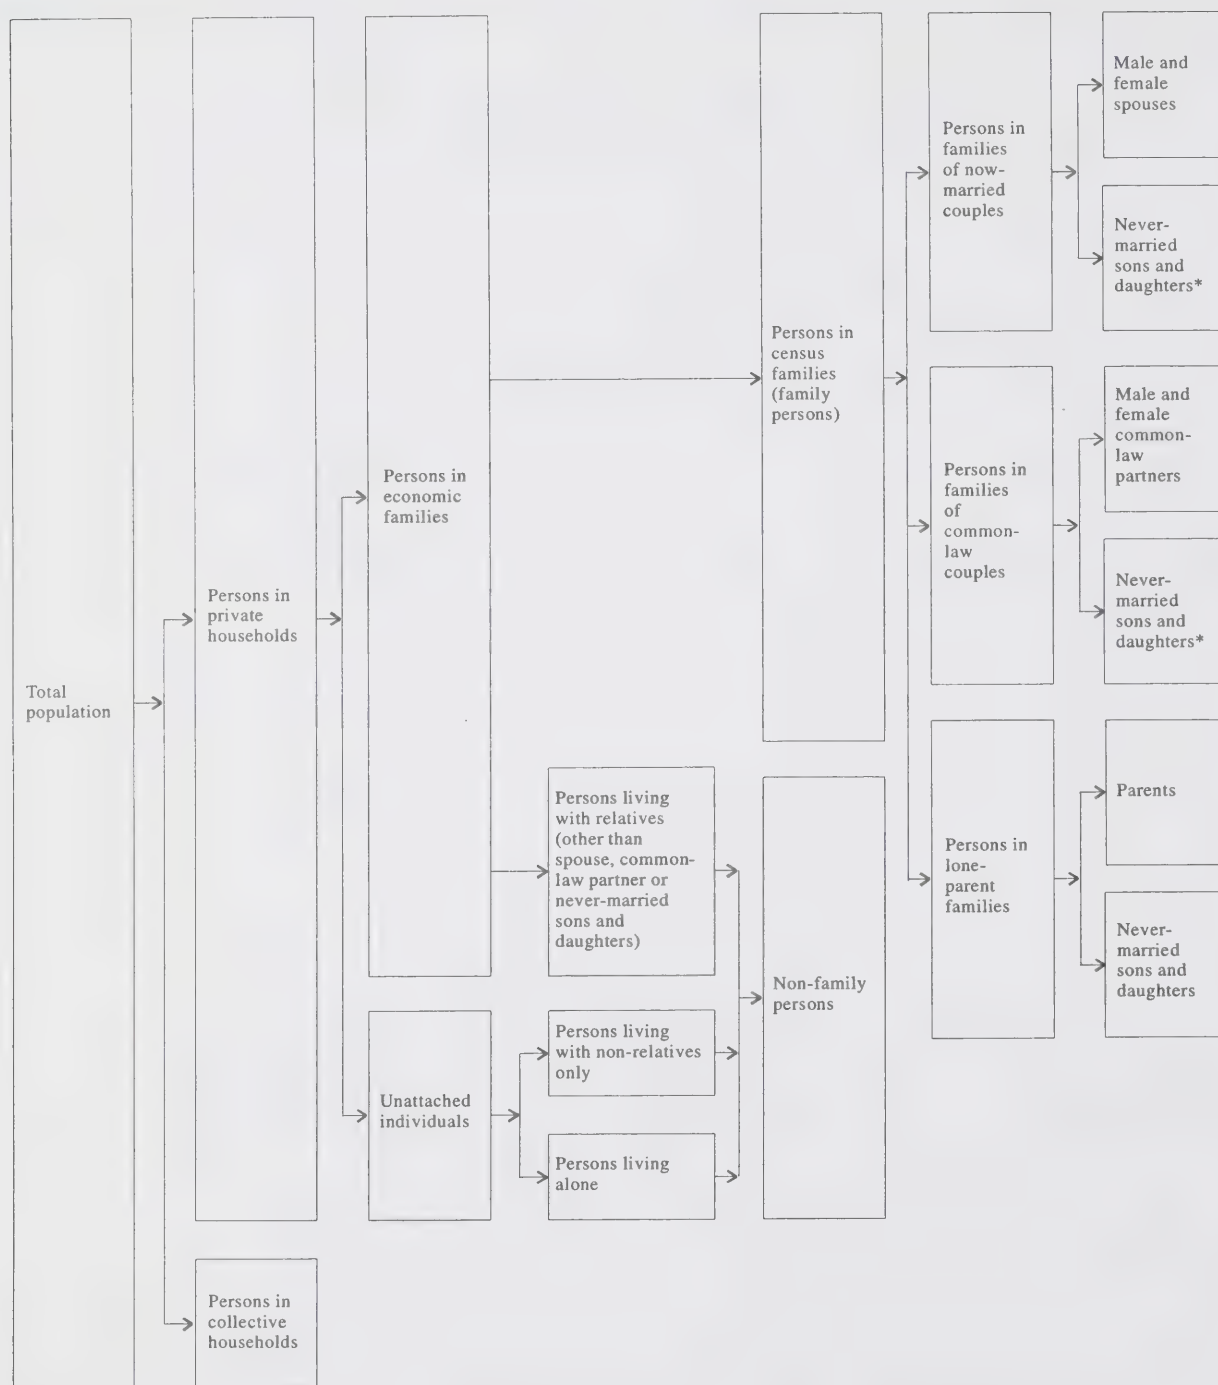 Total
population
Persons in
private
households
Persons in
collective
households
Persons in
economic
families
Unattached
individuals
Persons living
with relatives
(other than
spouse, common-
law partner or
never-married
sons and
daughters)
Persons living
with non-relatives
only
Persons living
alone
Persons in
census
families
(family
persons)
Non-family
persons
Persons in
families
of now-
married
couples
Persons in
families
of
common-
law
couples
Persons in
lone-
parent
families
Male and
female
spouses
Never-
married
sons and
daughters*
Male and
female
common-
law
partners
Never-
married
sons and
daughters*
Parents
Never-
married
sons and
daughters